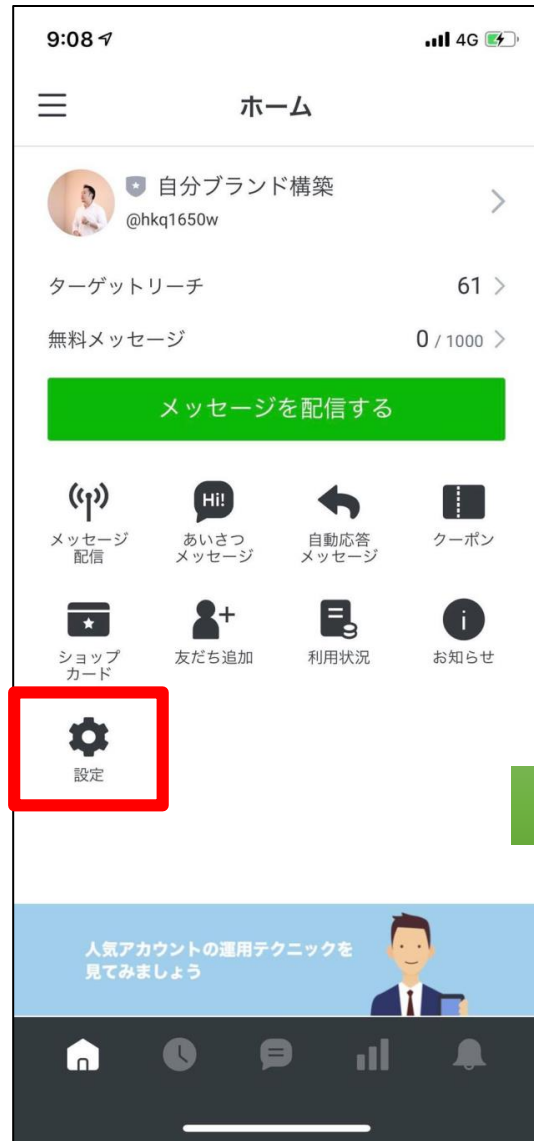 9:08
4G
ホーム
自分ブランド構築
@hkq1650w
ターゲットリーチ 61
無料メッセージ 0 / 1000
メッセージを配信する
メッセージ
配信
Hi!
あいさつ
メッセージ
自動応答
メッセージ
クーポン
ショップ
カード
友だち追加
利用状況
お知らせ
設定
人気アカウントの運用テクニックを
見てみましょう